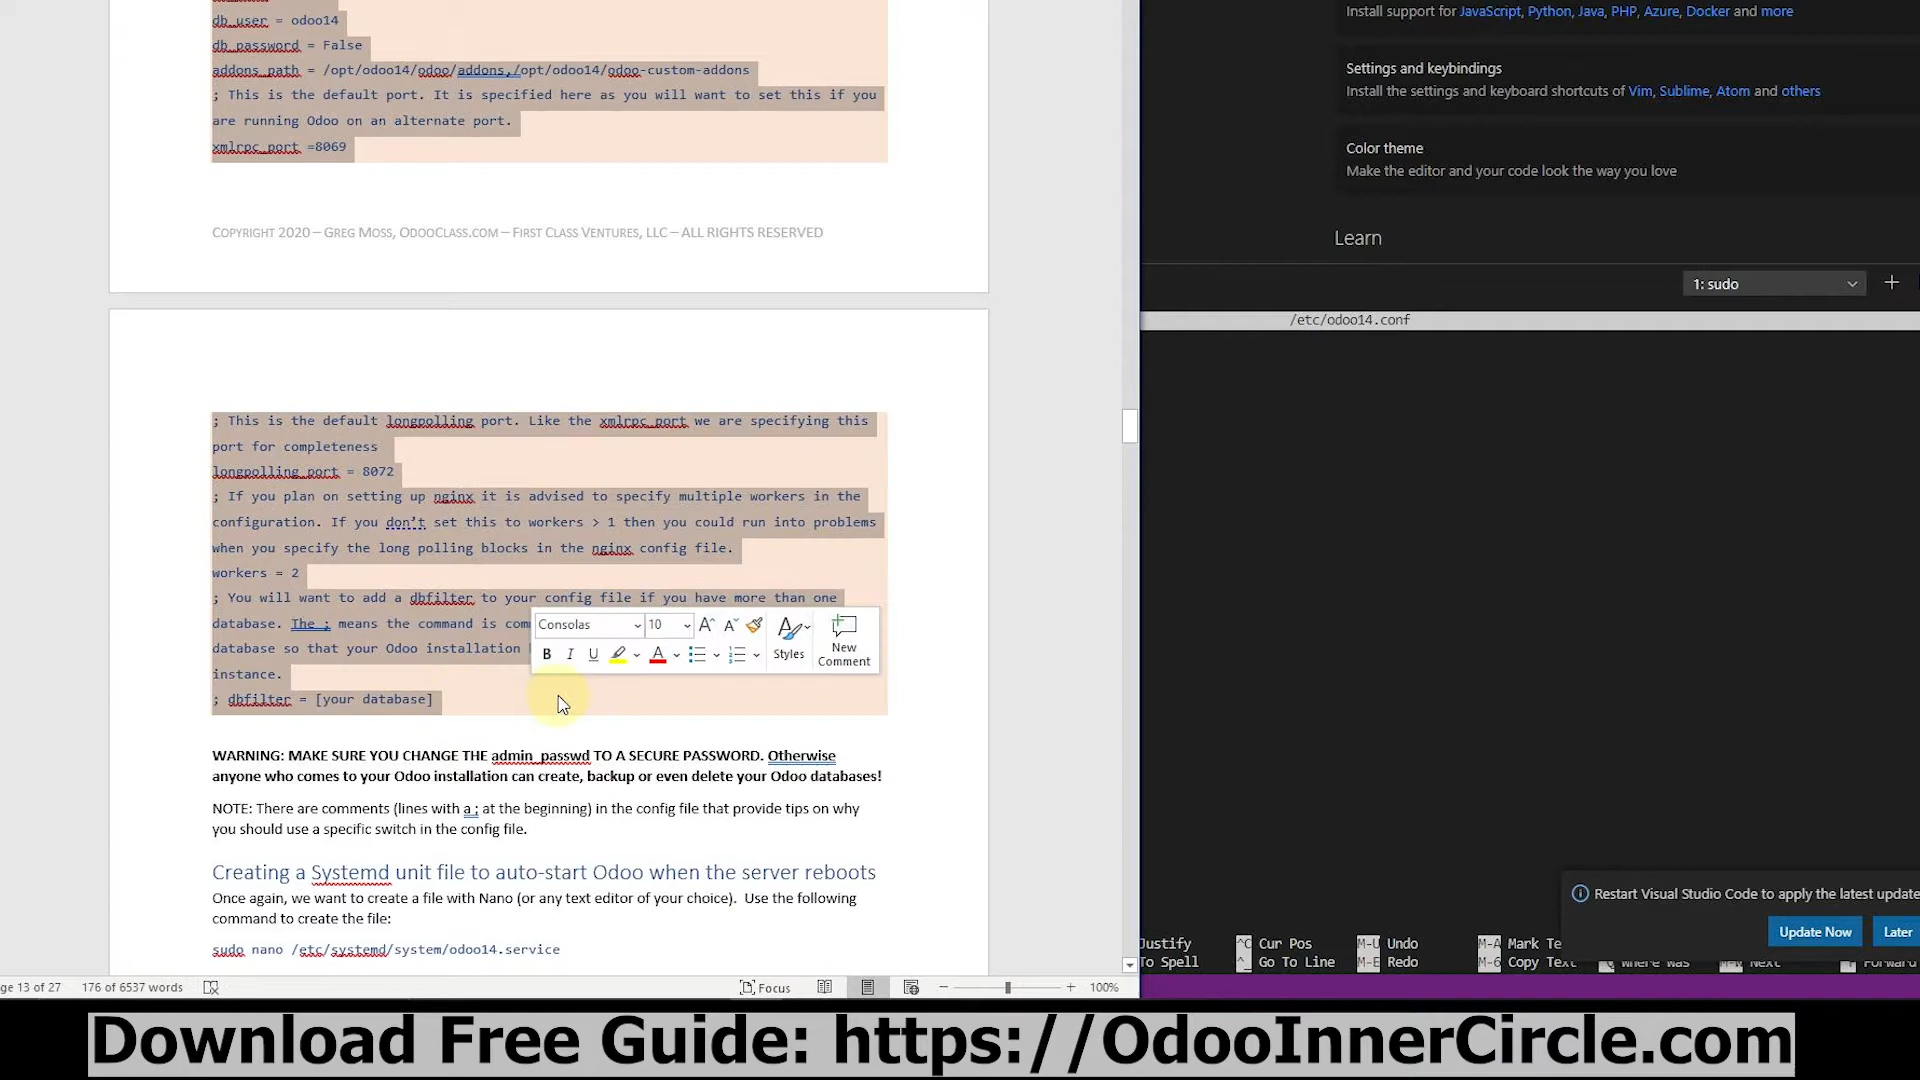 db_user = odoo14
db_password = False
addons_path = /opt/odoo14/odoo/addons,/opt/odoo14/odoo-custom-addons
; This is the default port. It is specified here as you will want to set this if you
are running Odoo on an alternate port.
xmlrpc_port =8069
COPYRIGHT 2020 – GREG MOSS, ODOOCLASS.COM – FIRST CLASS VENTURES, LLC – ALL RIGHTS RESERVED
; This is the default longpolling port. Like the xmlrpc_port we are specifying this
port for completeness
longpolling_port = 8072
; If you plan on setting up nginx it is advised to specify multiple workers in the
configuration. If you don't set this to workers > 1 then you could run into problems
when you specify the long polling blocks in the nginx config file.
workers = 2
; You will want to add a dbfilter to your config file if you have more than one
database. The ; means the command is com
database so that your Odoo installation
instance.
; dbfilter = [your database]
Consolas
10
B I U
Styles
New
Comment
WARNING: MAKE SURE YOU CHANGE THE admin_passwd TO A SECURE PASSWORD. Otherwise
anyone who comes to your Odoo installation can create, backup or even delete your Odoo databases!
NOTE: There are comments (lines with a ; at the beginning) in the config file that provide tips on why
you should use a specific switch in the config file.
Creating a Systemd unit file to auto-start Odoo when the server reboots
Once again, we want to create a file with Nano (or any text editor of your choice). Use the following
command to create the file:
sudo nano /etc/systemd/system/odoo14.service
ge 13 of 27
176 of 6537 words
Focus
100%
Install support for JavaScript, Python, Java, PHP, Azure, Docker and more
Settings and keybindings
Install the settings and keyboard shortcuts of Vim, Sublime, Atom and others
Color theme
Make the editor and your code look the way you love
Learn
1: sudo
/etc/odoo14.conf
Restart Visual Studio Code to apply the latest update
Update Now
Later
Justify ^C Cur Pos M-U Undo M-A Mark Te
To Spell ^_ Go To Line M-E Redo M-6 Copy Text
Download Free Guide: https://OdooInnerCircle.com